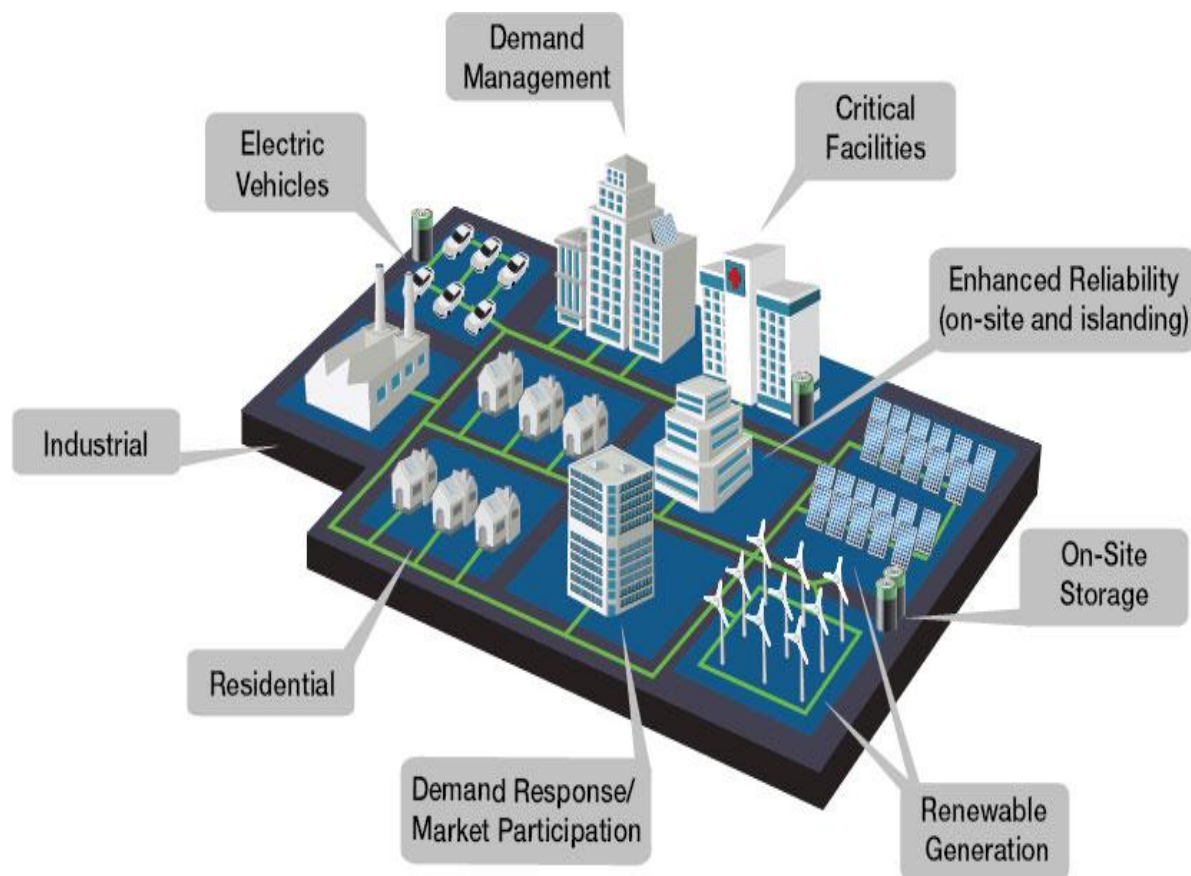 Demand
Management
Critical
Facilities
Electric
Vehicles
Enhanced Reliability
(on-site and islanding)
Industrial
On-Site
Storage
Residential
Demand Response/
Market Participation
Renewable
Generation